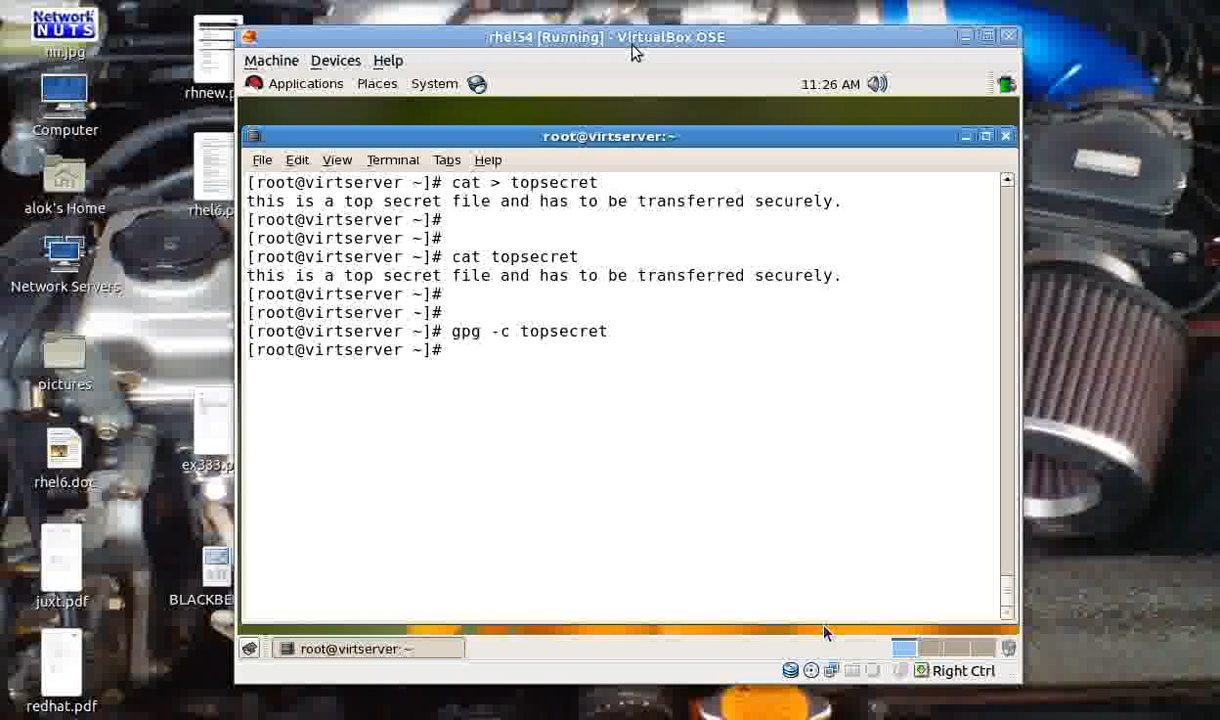 Network
NUTS
nn.jpg
Computer
alok's Home
Network Servers
pictures
rhel6.doc
juxt.pdf
redhat.pdf
rhnew.p
rhel6.p
ex333.p
BLACKBE
rhel54 [Running] - VirtualBox OSE
Machine Devices Help
Applications Places System 11:26 AM
root@virtserver:~
File Edit View Terminal Tabs Help
[root@virtserver ~]# cat > topsecret
this is a top secret file and has to be transferred securely.
[root@virtserver ~]#
[root@virtserver ~]#
[root@virtserver ~]# cat topsecret
this is a top secret file and has to be transferred securely.
[root@virtserver ~]#
[root@virtserver ~]#
[root@virtserver ~]# gpg -c topsecret
[root@virtserver ~]#
root@virtserver:~
Right Ctrl